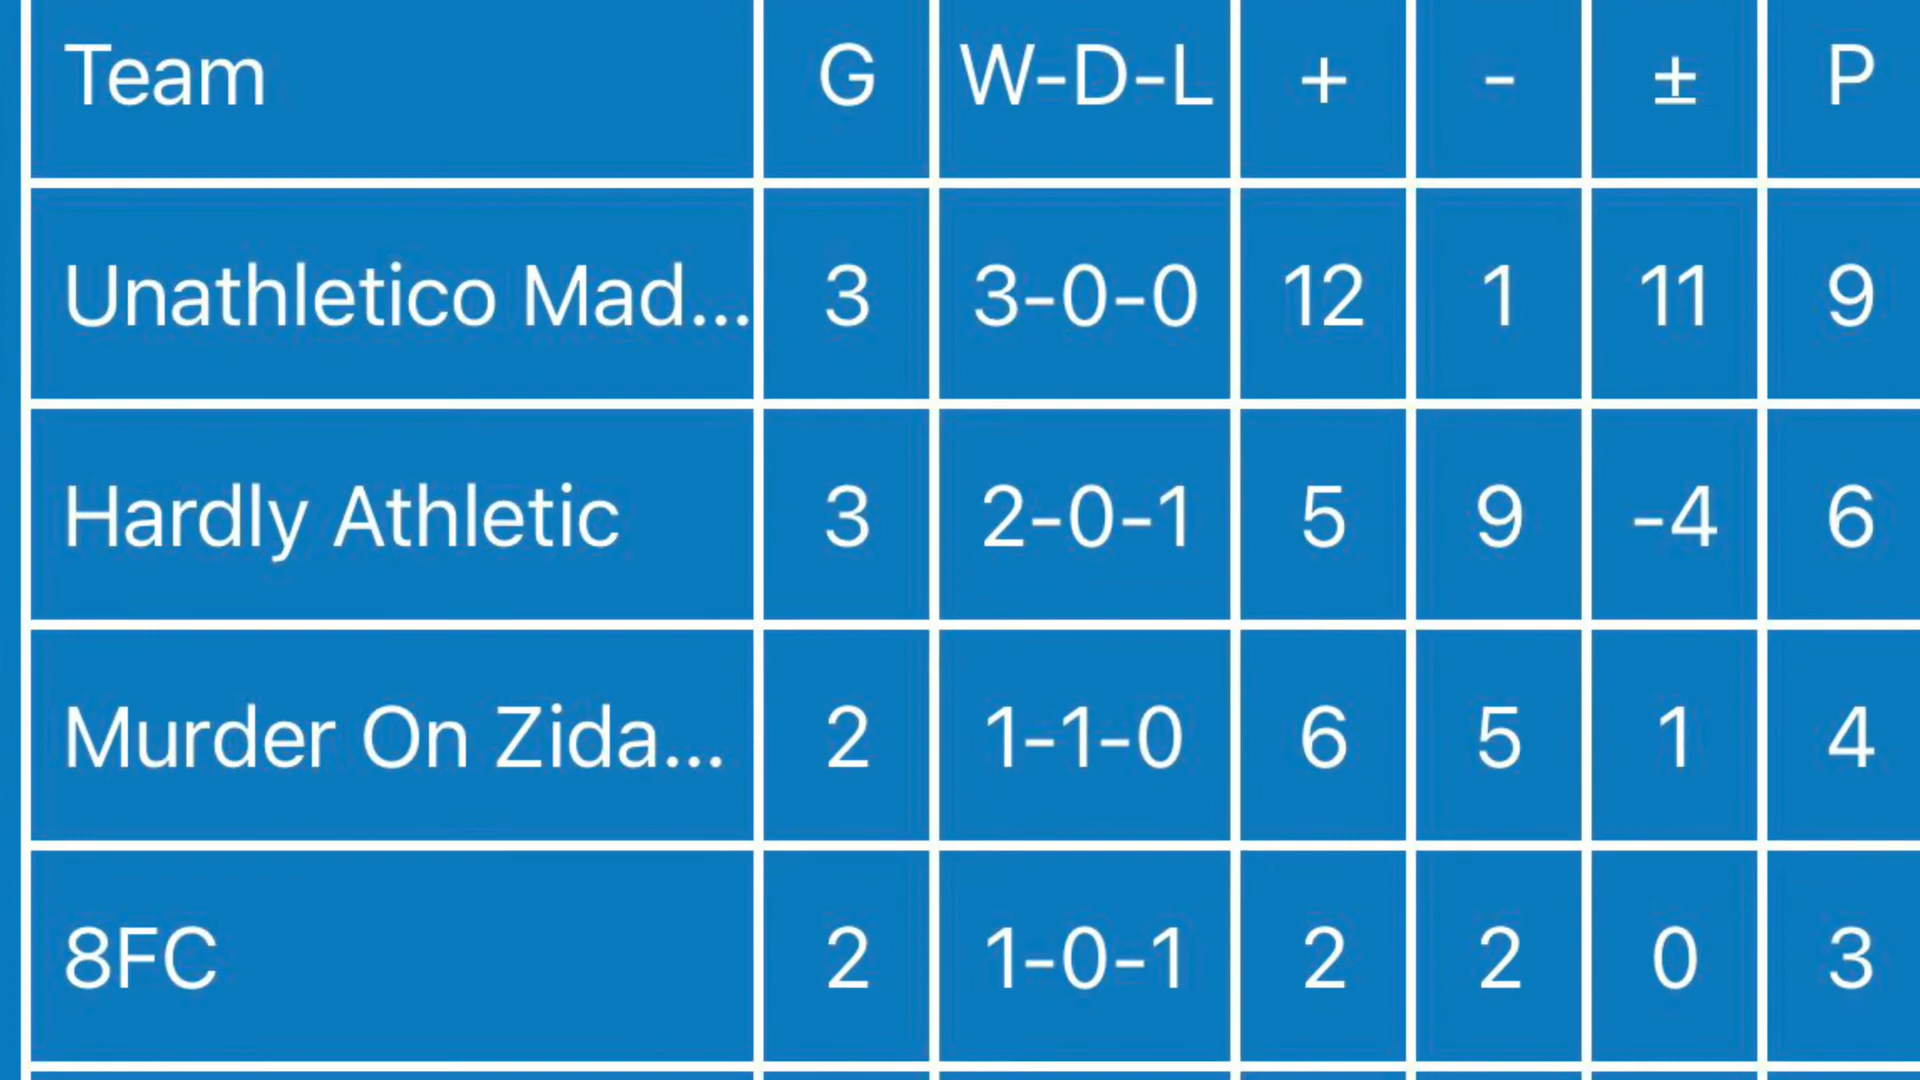 Team G W-D-L + - ± P
Unathletico Mad... 3 3-0-0 12 1 11 9
Hardly Athletic 3 2-0-1 5 9 -4 6
Murder On Zida... 2 1-1-0 6 5 1 4
8FC 2 1-0-1 2 2 0 3